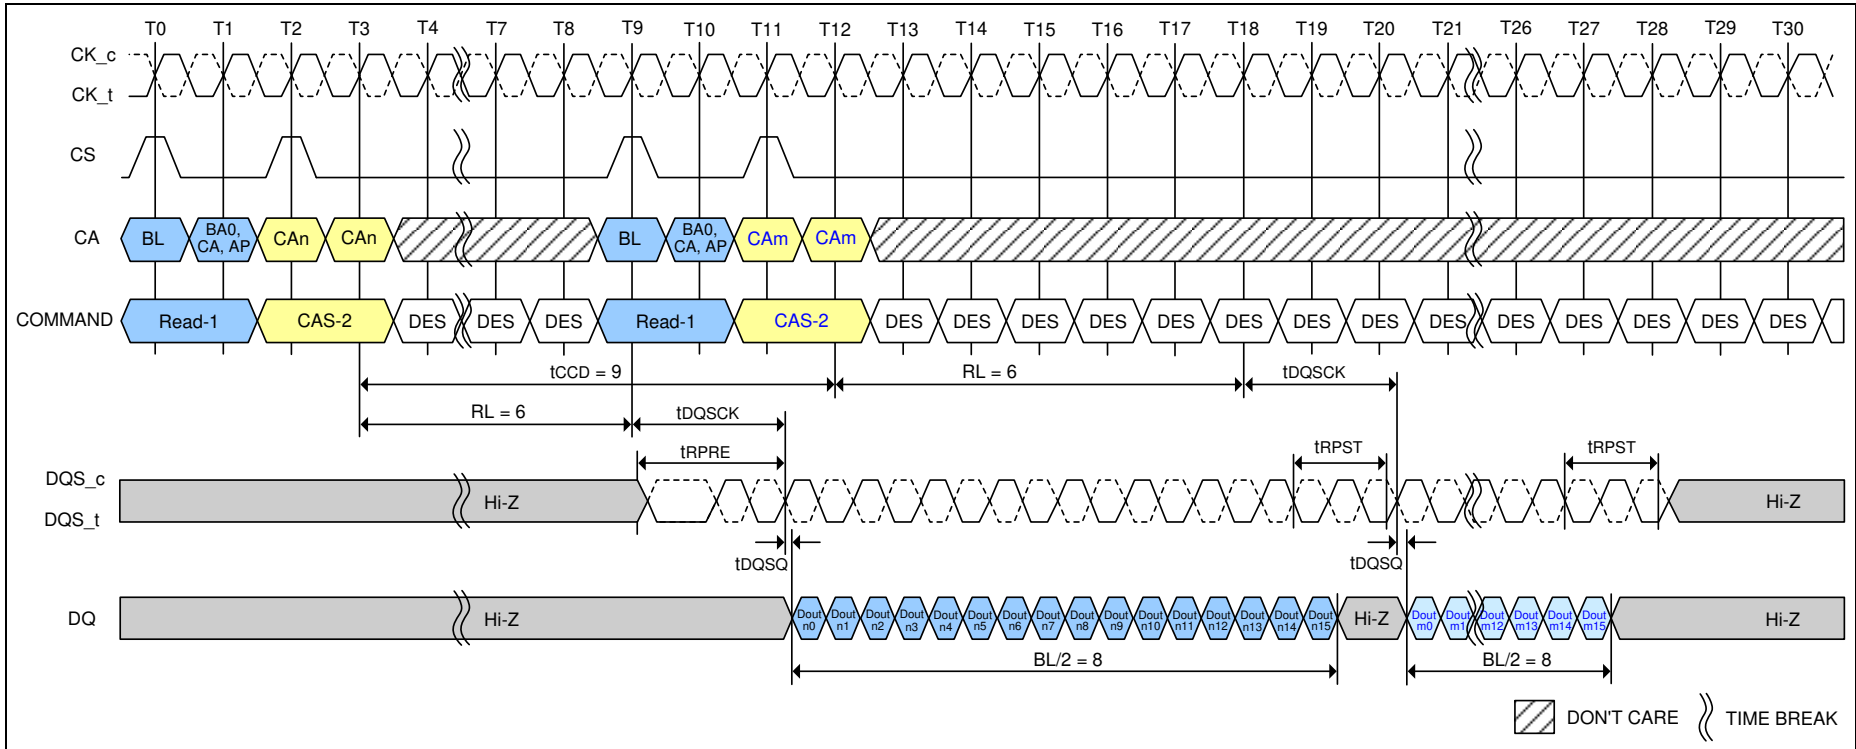 T0 T1 T2 T3 T4 T7 T8 T9 T10 T11 T12 T13 T14 T15 T16 T17 T18 T19 T20 T21 T26 T27 T28 T29 T30
CK_c
CK_t
CS
CA BL BA0, CA, AP CAn CAn BL BA0, CA, AP CAm CAm
COMMAND Read-1 CAS-2 DES DES DES Read-1 CAS-2 DES DES DES DES DES DES DES DES DES DES DES DES DES DES
tCCD = 9 RL = 6 tDQSCK
RL = 6 tDQSCK
tRPRE tRPST tRPST
DQS_c
Hi-Z Hi-Z
DQS_t
tDQSQ tDQSQ
DQ Hi-Z Dout n0 Dout n1 Dout n2 Dout n3 Dout n4 Dout n5 Dout n6 Dout n7 Dout n8 Dout n9 Dout n10 Dout n11 Dout n12 Dout n13 Dout n14 Dout n15 Hi-Z Dout m0 Dout m1 Dout m12 Dout m13 Dout m14 Dout m15 Hi-Z
BL/2 = 8 BL/2 = 8
DON'T CARE TIME BREAK